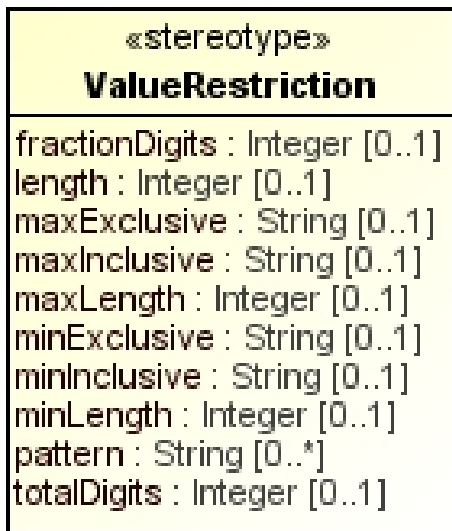 «stereotype»
ValueRestriction
fractionDigits : Integer [0..1]
length : Integer [0..1]
maxExclusive : String [0..1]
maxInclusive : String [0..1]
maxLength : Integer [0..1]
minExclusive : String [0..1]
minInclusive : String [0..1]
minLength : Integer [0..1]
pattern : String [0..*]
totalDigits : Integer [0..1]